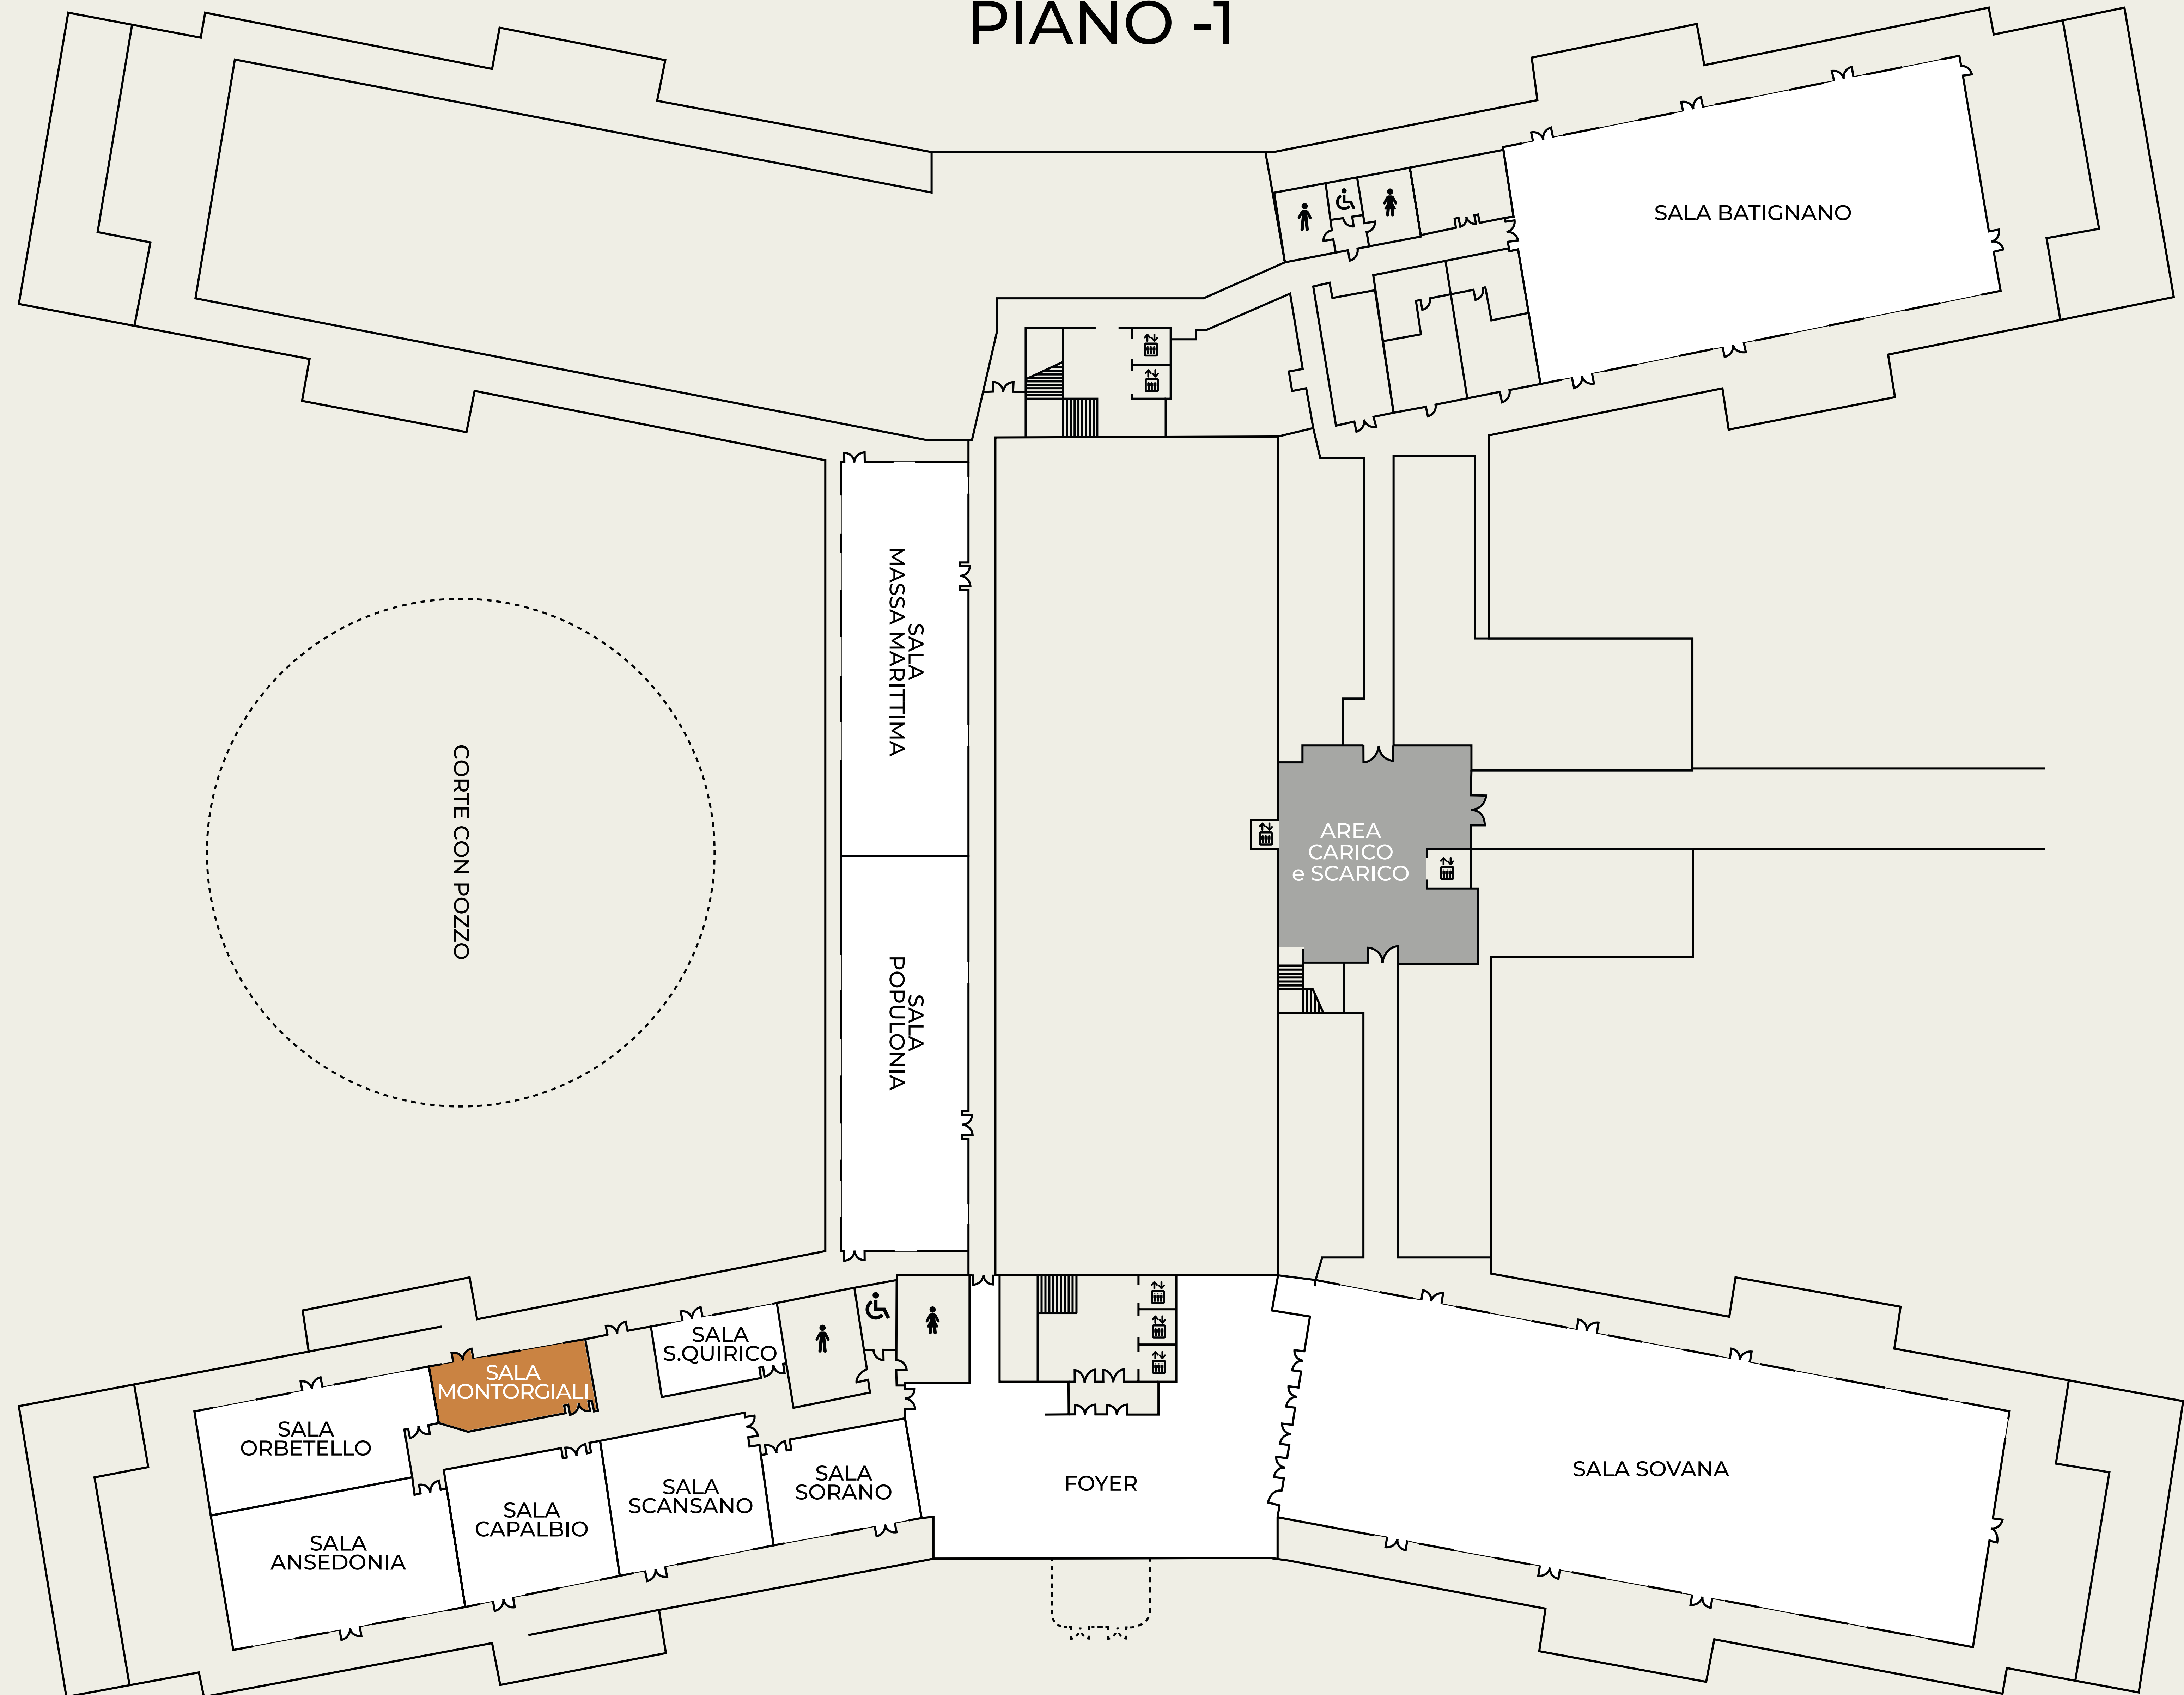 PIANO -1
SALA BATIGNANO
SALA
MASSA MARITTIMA
CORTE CON POZZO
AREA
CARICO
e SCARICO
SALA
POPULONIA
SALA
S.QUIRICO
SALA
MONTORGIALI
SALA
ORBETELLO
SALA
ANSEDONIA
SALA
CAPALBIO
SALA
SCANSANO
SALA
SORANO
FOYER
SALA SOVANA